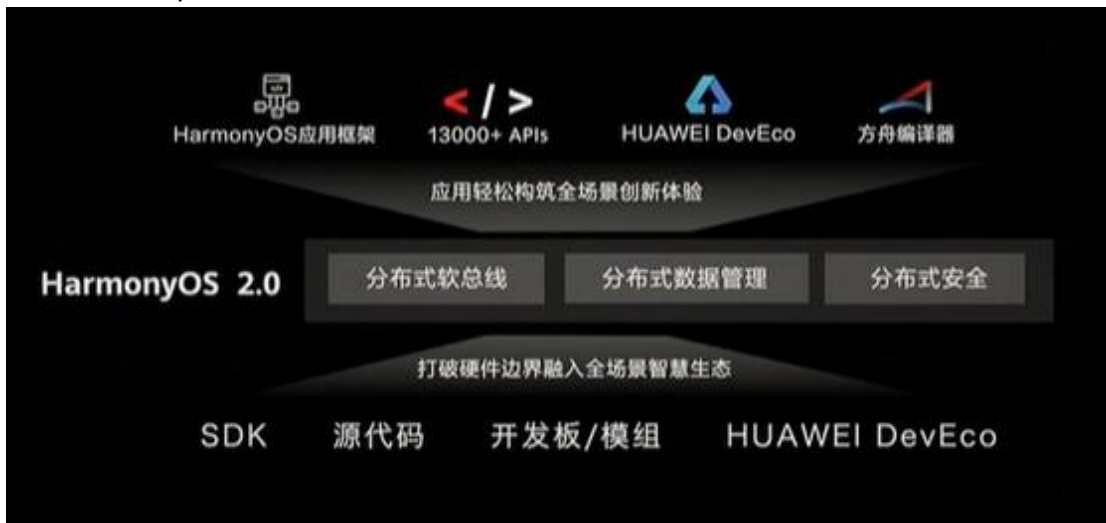 HarmonyOS应用框架
</>
13000+ APIs
HUAWEI DevEco
方舟编译器
应用轻松构筑全场景创新体验
HarmonyOS 2.0
分布式软总线
分布式数据管理
分布式安全
打破硬件边界融入全场景智慧生态
SDK 源代码 开发板/模组 HUAWEI DevEco